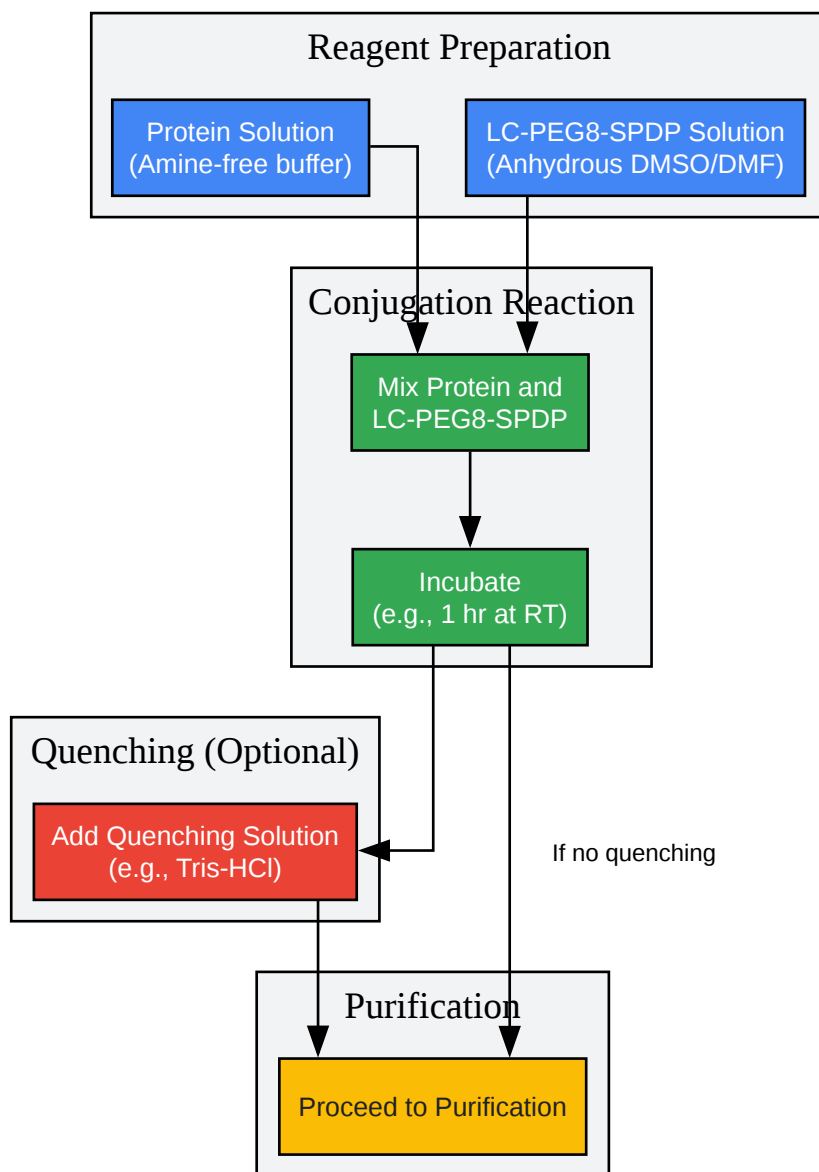 Reagent Preparation
Protein Solution
(Amine-free buffer)
LC-PEG8-SPDP Solution
(Anhydrous DMSO/DMF)
Conjugation Reaction
Mix Protein and
LC-PEG8-SPDP
Incubate
(e.g., 1 hr at RT)
Quenching (Optional)
Add Quenching Solution
(e.g., Tris-HCl)
If no quenching
Purification
Proceed to Purification